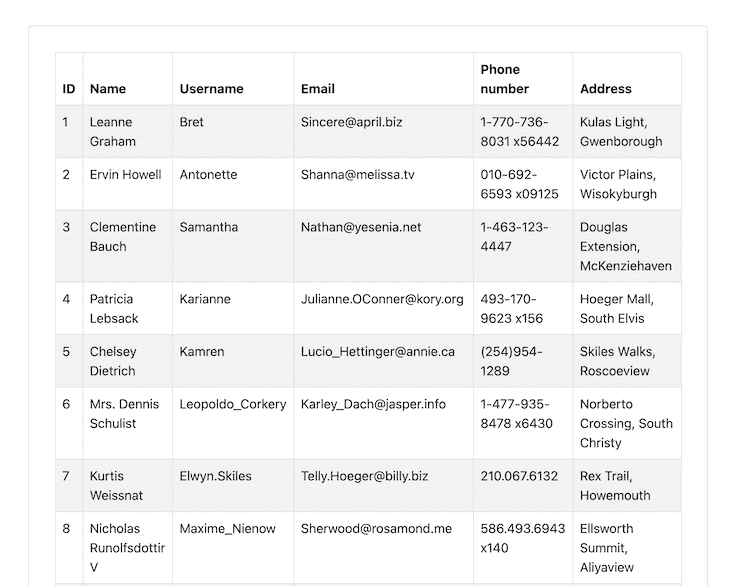 ID Name Username Email Phone number Address
1 Leanne Graham Bret Sincere@april.biz 1-770-736-8031 x56442 Kulas Light, Gwenborough
2 Ervin Howell Antonette Shanna@melissa.tv 010-692-6593 x09125 Victor Plains, Wisokyburgh
3 Clementine Bauch Samantha Nathan@yesenia.net 1-463-123-4447 Douglas Extension, McKenziehaven
4 Patricia Lebsack Karianne Julianne.OConner@kory.org 493-170-9623 x156 Hoeger Mall, South Elvis
5 Chelsey Dietrich Kamren Lucio_Hettinger@annie.ca (254)954-1289 Skiles Walks, Roscoeview
6 Mrs. Dennis Schulist Leopoldo_Corkery Karley_Dach@jasper.info 1-477-935-8478 x6430 Norberto Crossing, South Christy
7 Kurtis Weissnat Elwyn.Skiles Telly.Hoeger@billy.biz 210.067.6132 Rex Trail, Howemouth
8 Nicholas Runolfsdottir V Maxime_Nienow Sherwood@rosamond.me 586.493.6943 x140 Ellsworth Summit, Aliyaview